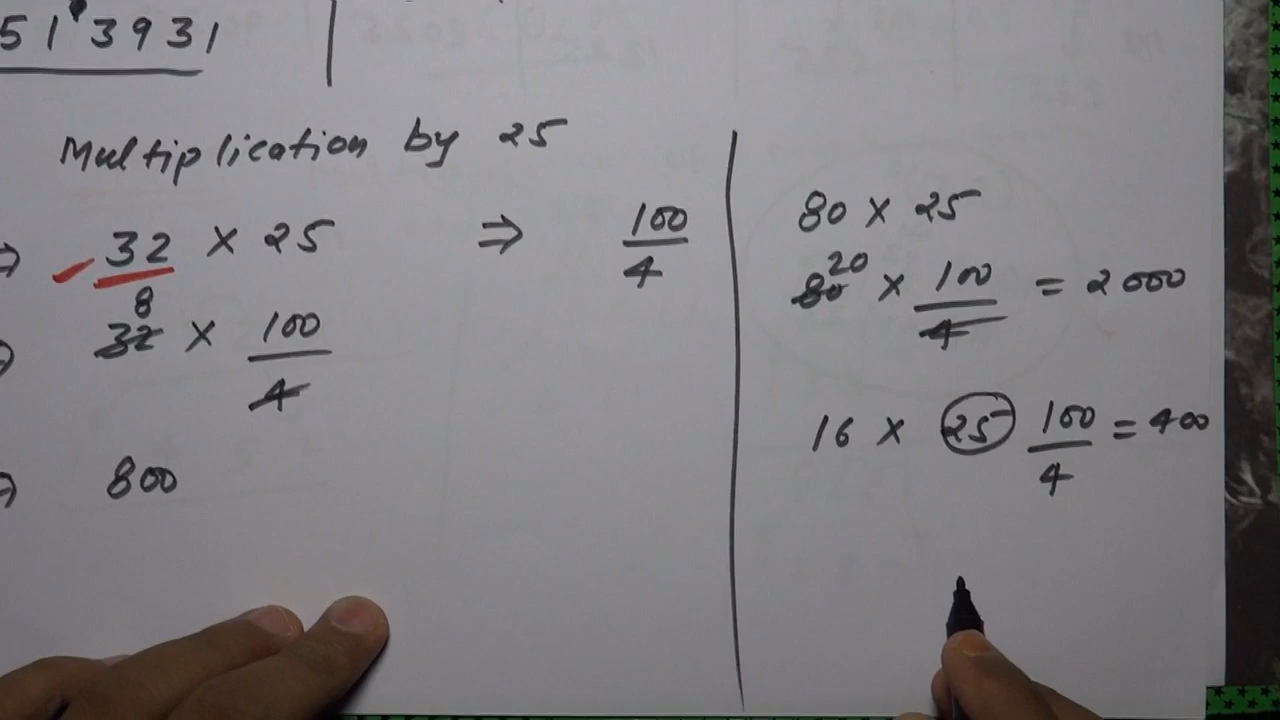 51 3931
Multiplication by 25
⇒ 32 × 25 ⇒ 100/4
8
⇒ 32 × 100/4
⇒ 800
80 × 25
20
80 × 100/4 = 2000
16 × 25 100/4 = 400